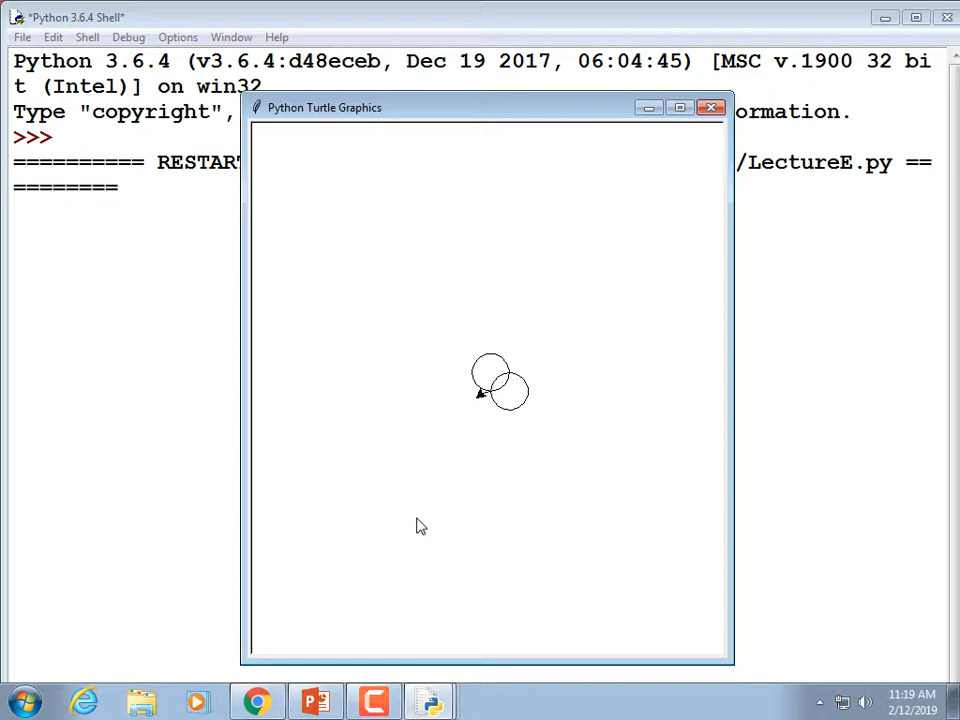 *Python 3.6.4 Shell*
File Edit Shell Debug Options Window Help
Python 3.6.4 (v3.6.4:d48eceb, Dec 19 2017, 06:04:45) [MSC v.1900 32 bi
t (Intel)] on win32
Type "copyright", ormation.
>>>
========== RESTART /LectureE.py ==
========
Python Turtle Graphics
11:19 AM
2/12/2019